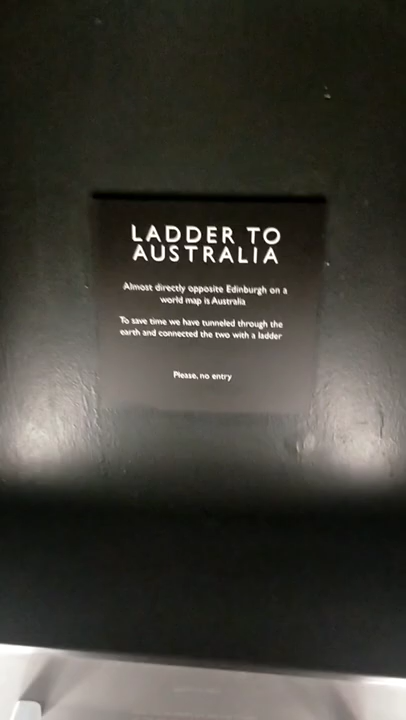 LADDER TO
AUSTRALIA
Almost directly opposite Edinburgh on a
world map is Australia
To save time we have tunneled through the
earth and connected the two with a ladder
Please, no entry